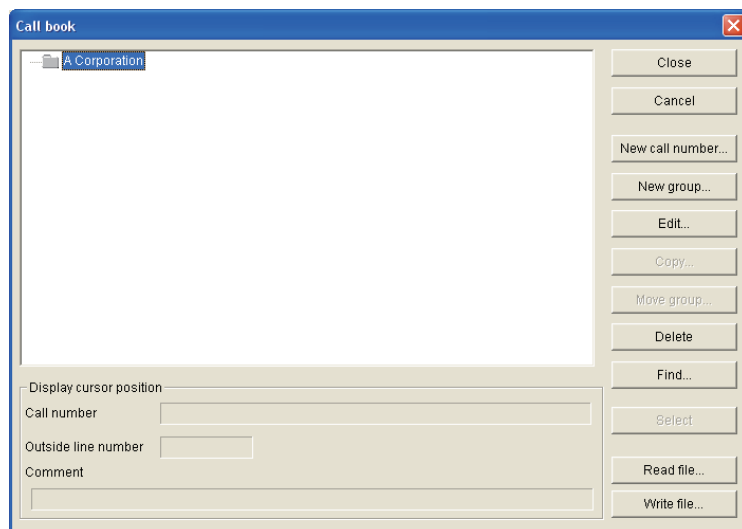 Call book
A Corporation
Close
Cancel
New call number...
New group...
Edit...
Copy...
Move group...
Delete
Find...
Select
Read file...
Write file...
Display cursor position
Call number
Outside line number
Comment